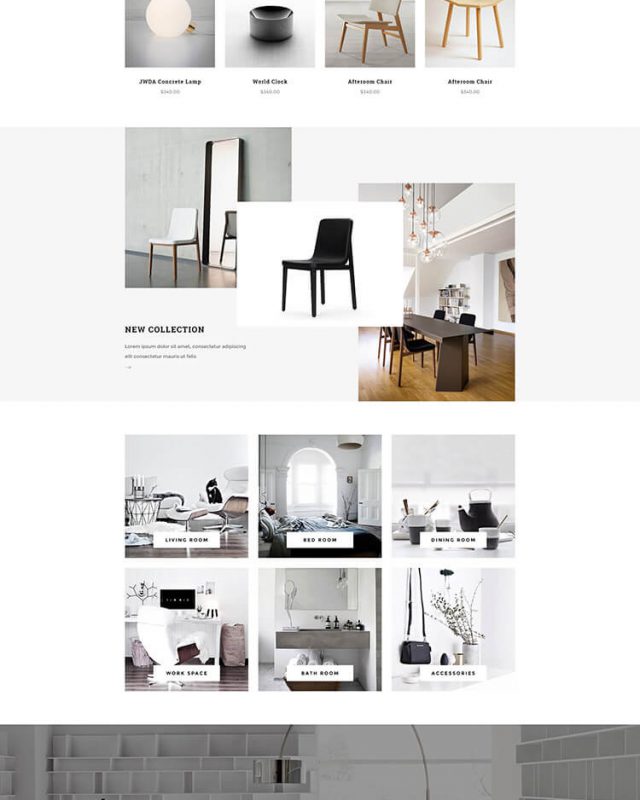 JWDA Concrete Lamp
World Clock
Afteroom Chair
Afteroom Chair
$340.00
$340.00
$340.00
$340.00
NEW COLLECTION
Lorem ipsum dolor sit amet, consectetur adipiscing
elit consectetur mauris ut felis
→
LIVING ROOM
BED ROOM
DINING ROOM
WORK SPACE
BATH ROOM
ACCESSORIES